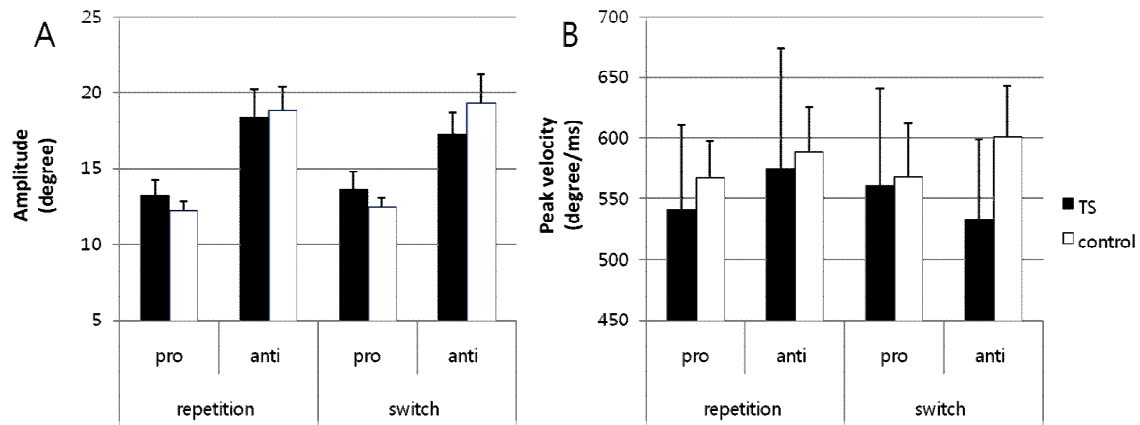 A
25
20
15
10
5
Amplitude
(degree)
pro anti pro anti
repetition switch
B
700
650
600
550
500
450
Peak velocity
(degree/ms)
pro anti pro anti
repetition switch
TS
control